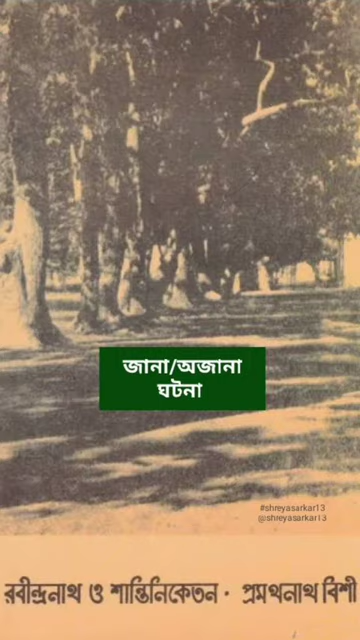 জানা/অজানা
ঘটনা
#shreyasarkar13
@shreyasarkar13
রবীন্দ্রনাথ ও শান্তিনিকেতন · প্রমথনাথ বিশী